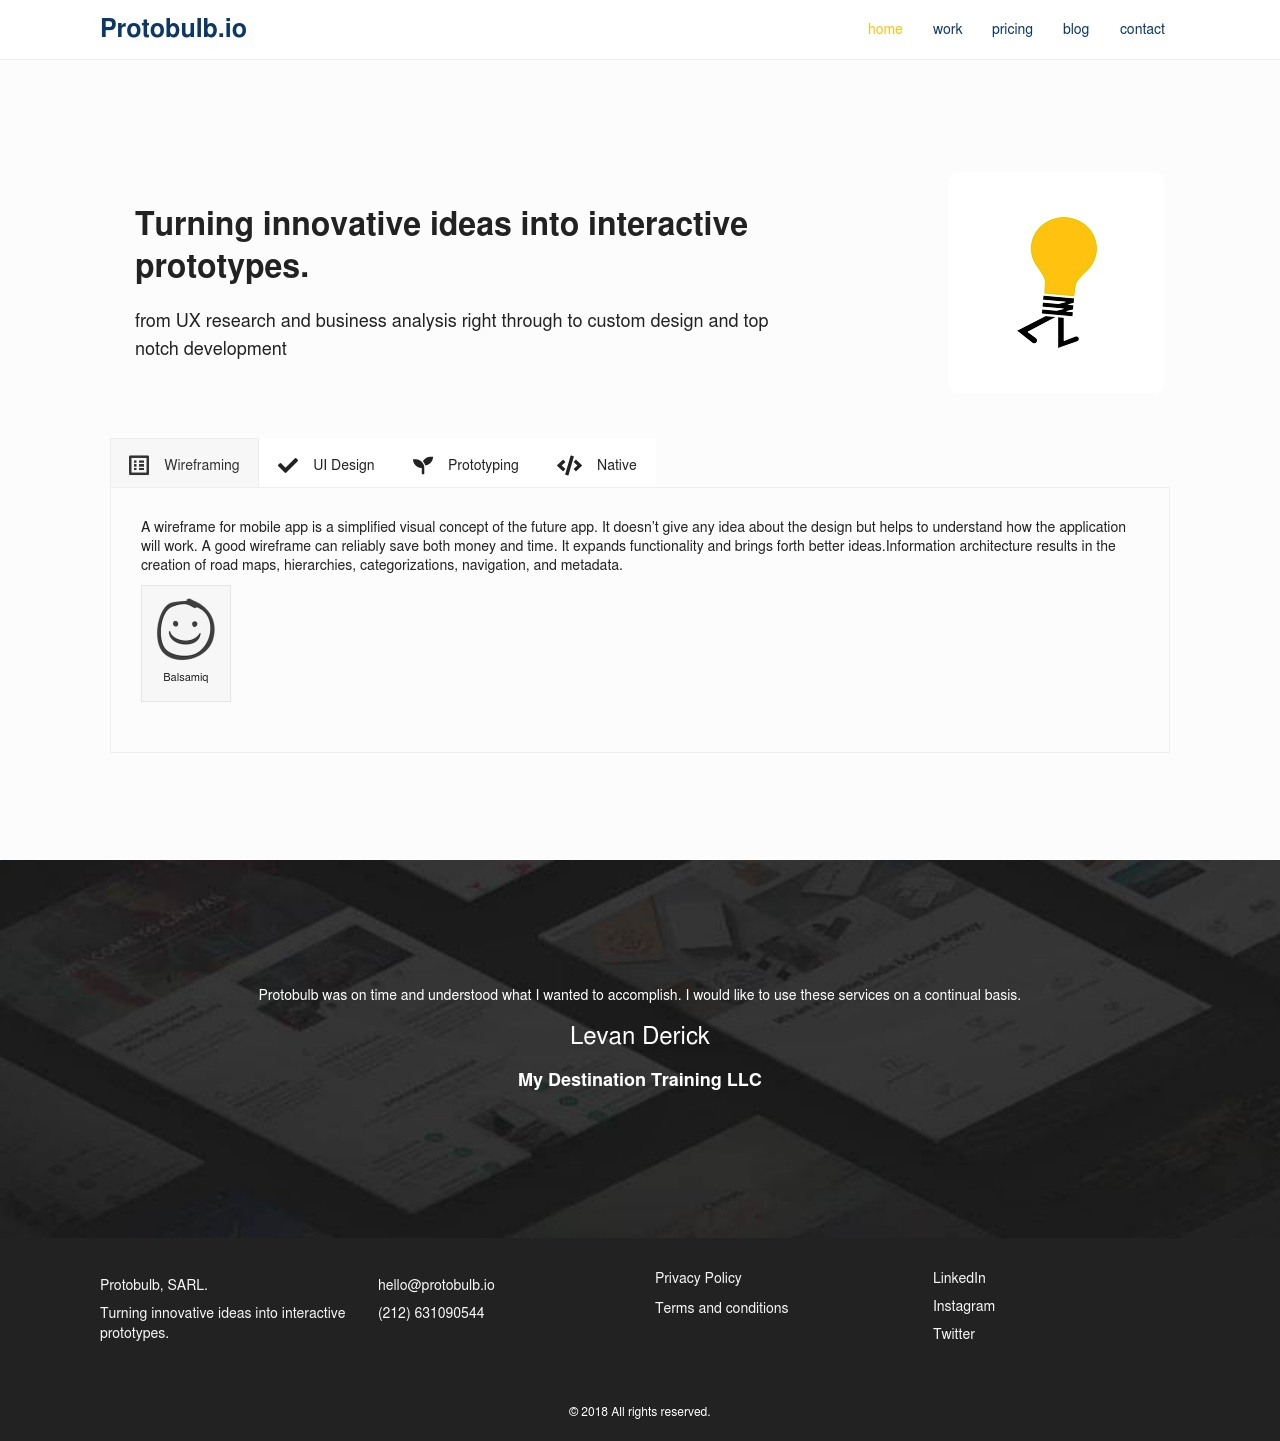 Protobulb.io
home
work
pricing
blog
contact
Turning innovative ideas into interactive
prototypes.
from UX research and business analysis right through to custom design and top
notch development
Wireframing
UI Design
Prototyping
Native
A wireframe for mobile app is a simplified visual concept of the future app. It doesn't give any idea about the design but helps to understand how the application
will work. A good wireframe can reliably save both money and time. It expands functionality and brings forth better ideas.Information architecture results in the
creation of road maps, hierarchies, categorizations, navigation, and metadata.
Balsamiq
Protobulb was on time and understood what I wanted to accomplish. I would like to use these services on a continual basis.
Levan Derick
My Destination Training LLC
Protobulb, SARL.
Turning innovative ideas into interactive
prototypes.
hello@protobulb.io
(212) 631090544
Privacy Policy
Terms and conditions
LinkedIn
Instagram
Twitter
© 2018 All rights reserved.